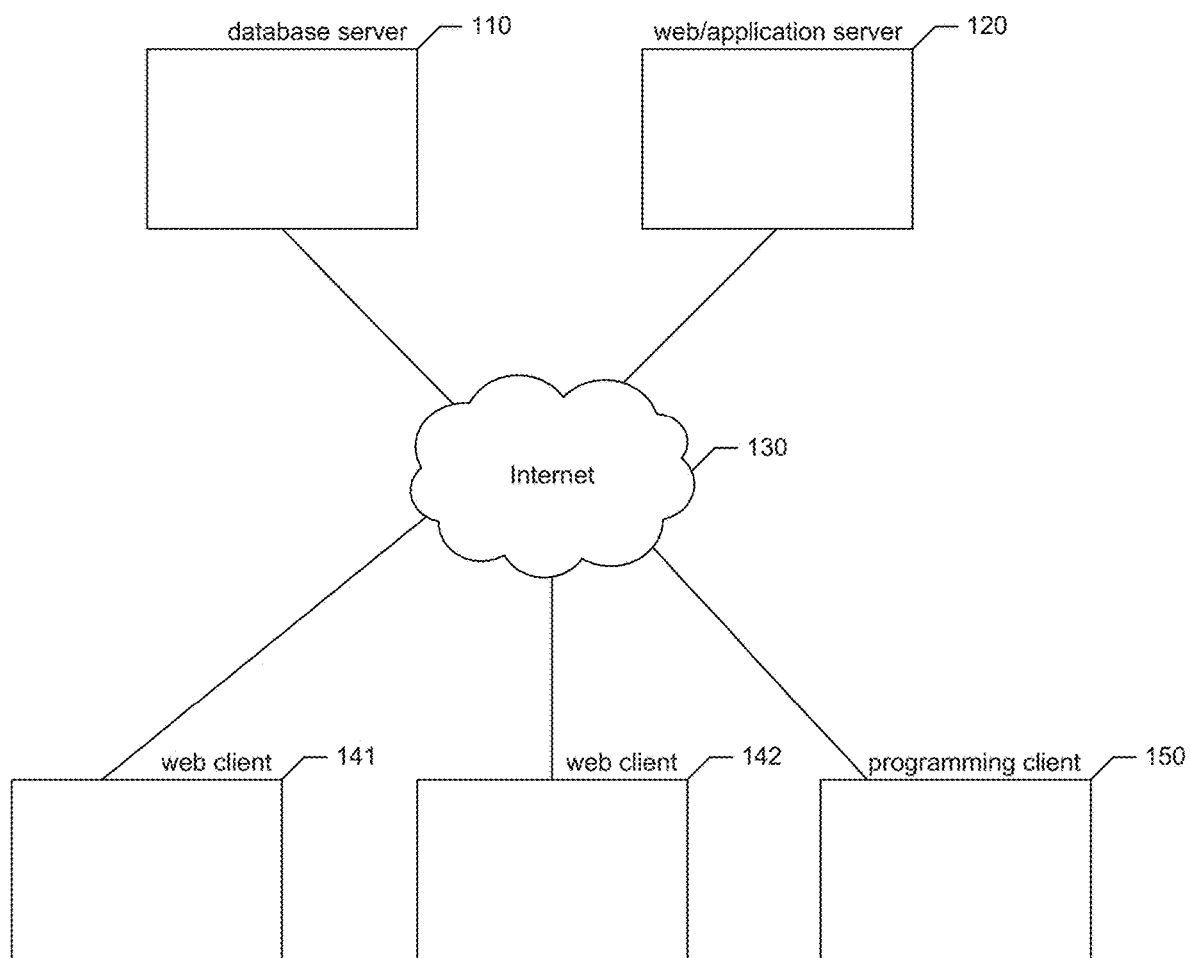 database server 110
web/application server 120
Internet 130
web client 141
web client 142
programming client 150